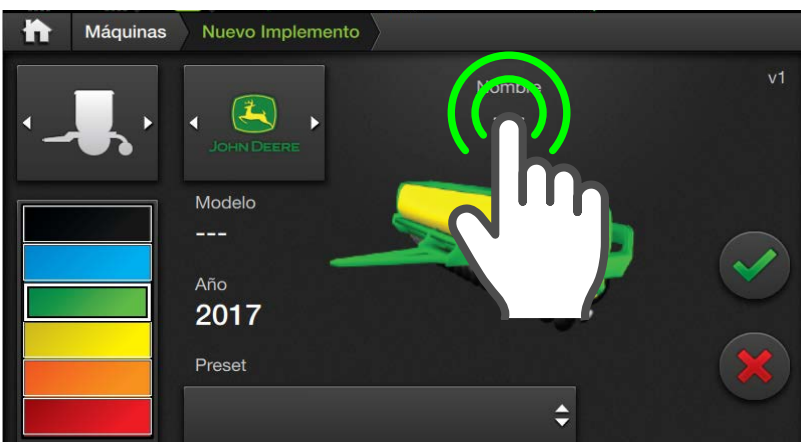 Máquinas
Nuevo Implemento
Nombre
v1
JOHN DEERE
Modelo
---
Año
2017
Preset